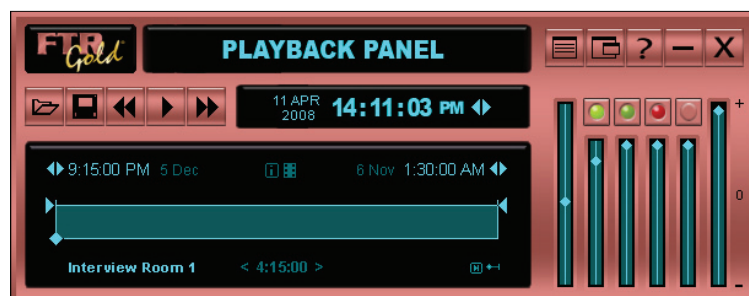 FTR Gold
PLAYBACK PANEL
?
X
11 APR 2008 14:11:03 PM
+
9:15:00 PM 5 Dec
6 Nov 1:30:00 AM
0
Interview Room 1
< 4:15:00 >
H
-